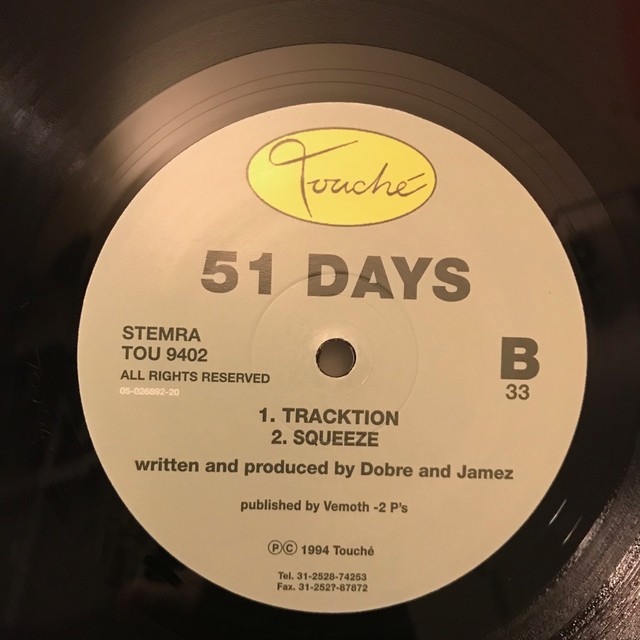 Touché
51 DAYS
STEMRA
TOU 9402
ALL RIGHTS RESERVED
05-026892-20
B
33
1. TRACKTION
2. SQUEEZE
written and produced by Dobre and Jamez
published by Vemoth -2 P's
Ⓟ© 1994 Touché
Tel. 31-2528-74253
Fax. 31-252?-87872